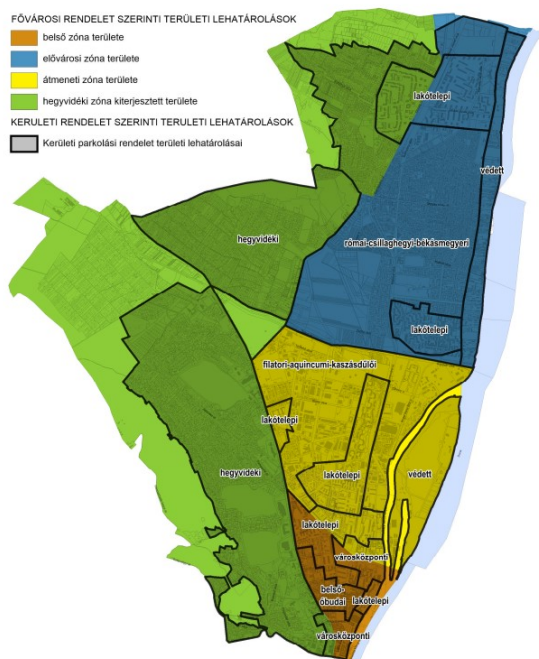 FŐVÁROSI RENDELET SZERINTI TERÜLETI LEHATÁROLÁSOK
belső zóna területe
elővárosi zóna területe
átmeneti zóna területe
hegyvidéki zóna kiterjesztett területe
KERULETI RENDELET SZERINTI TERULETI LEHATÁROLÁSOK
Kerületi parkolási rendelet területi lehatárolásai
lakótelepi
védett
hegyvidéki
római-csillaghegyi-békásmegyeri
lakótelepi
filatori-aquincumi-kaszásdűlői
lakótelepi
hegyvidéki
lakótelepi
védett
lakótelepi
városközponti
belső-
óbudai
lakótelepi
városközponti